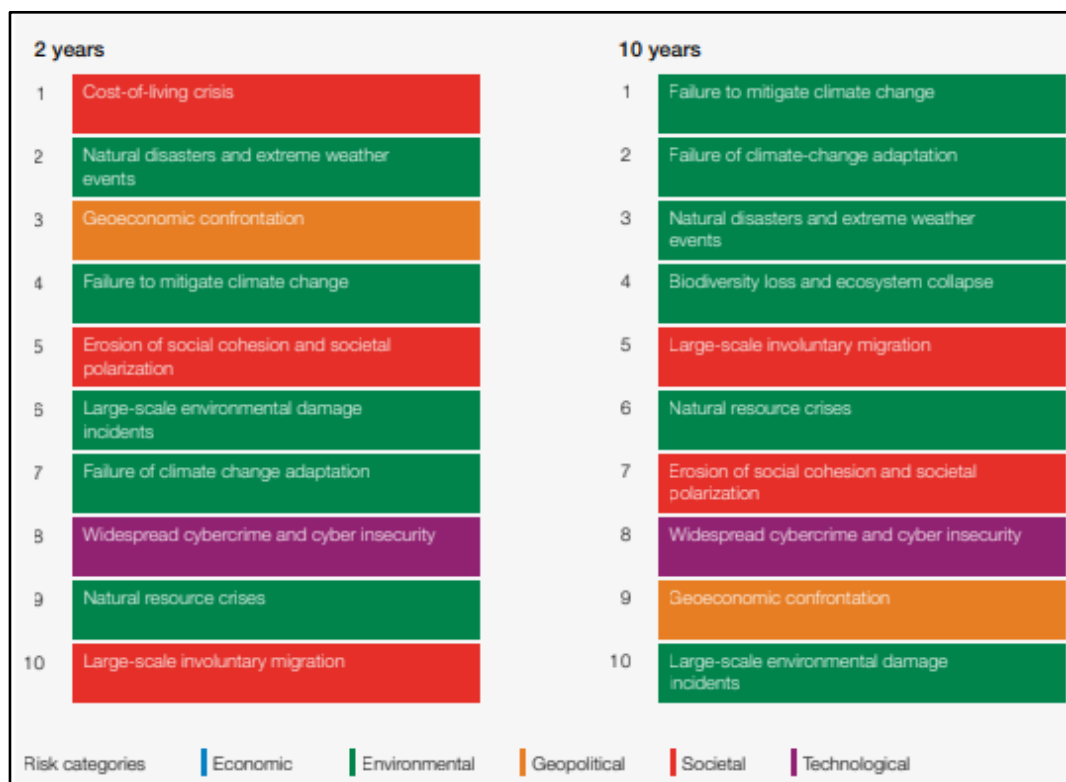 2 years
1
Cost-of-living crisis
2
Natural disasters and extreme weather
events
3
Geoeconomic confrontation
4
Failure to mitigate climate change
5
Erosion of social cohesion and societal
polarization
6
Large-scale environmental damage
incidents
7
Failure of climate change adaptation
8
Widespread cybercrime and cyber insecurity
9
Natural resource crises
10
Large-scale involuntary migration
10 years
1
Failure to mitigate climate change
2
Failure of climate-change adaptation
3
Natural disasters and extreme weather
events
4
Biodiversity loss and ecosystem collapse
5
Large-scale involuntary migration
6
Natural resource crises
7
Erosion of social cohesion and societal
polarization
8
Widespread cybercrime and cyber insecurity
9
Geoeconomic confrontation
10
Large-scale environmental damage
incidents
Risk categories Economic Environmental Geopolitical Societal Technological